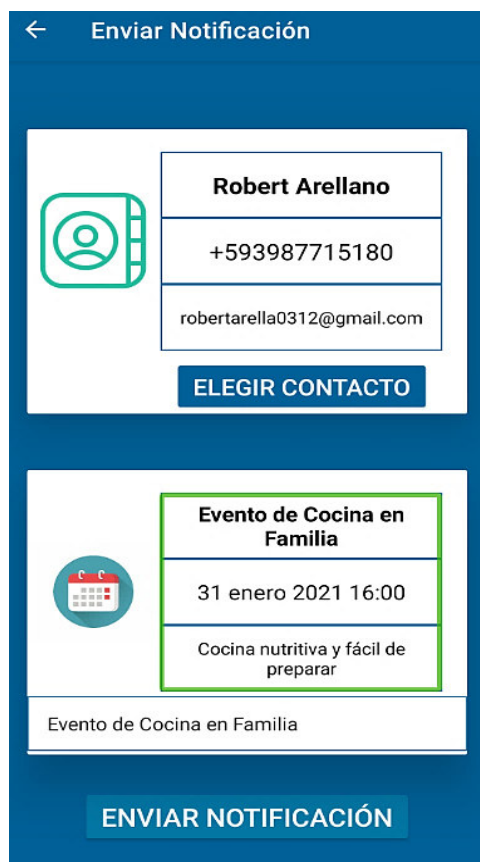 Enviar Notificación
Robert Arellano
+593987715180
robertarella0312@gmail.com
ELEGIR CONTACTO
Evento de Cocina en
Familia
31 enero 2021 16:00
Cocina nutritiva y fácil de
preparar
Evento de Cocina en Familia
ENVIAR NOTIFICACIÓN